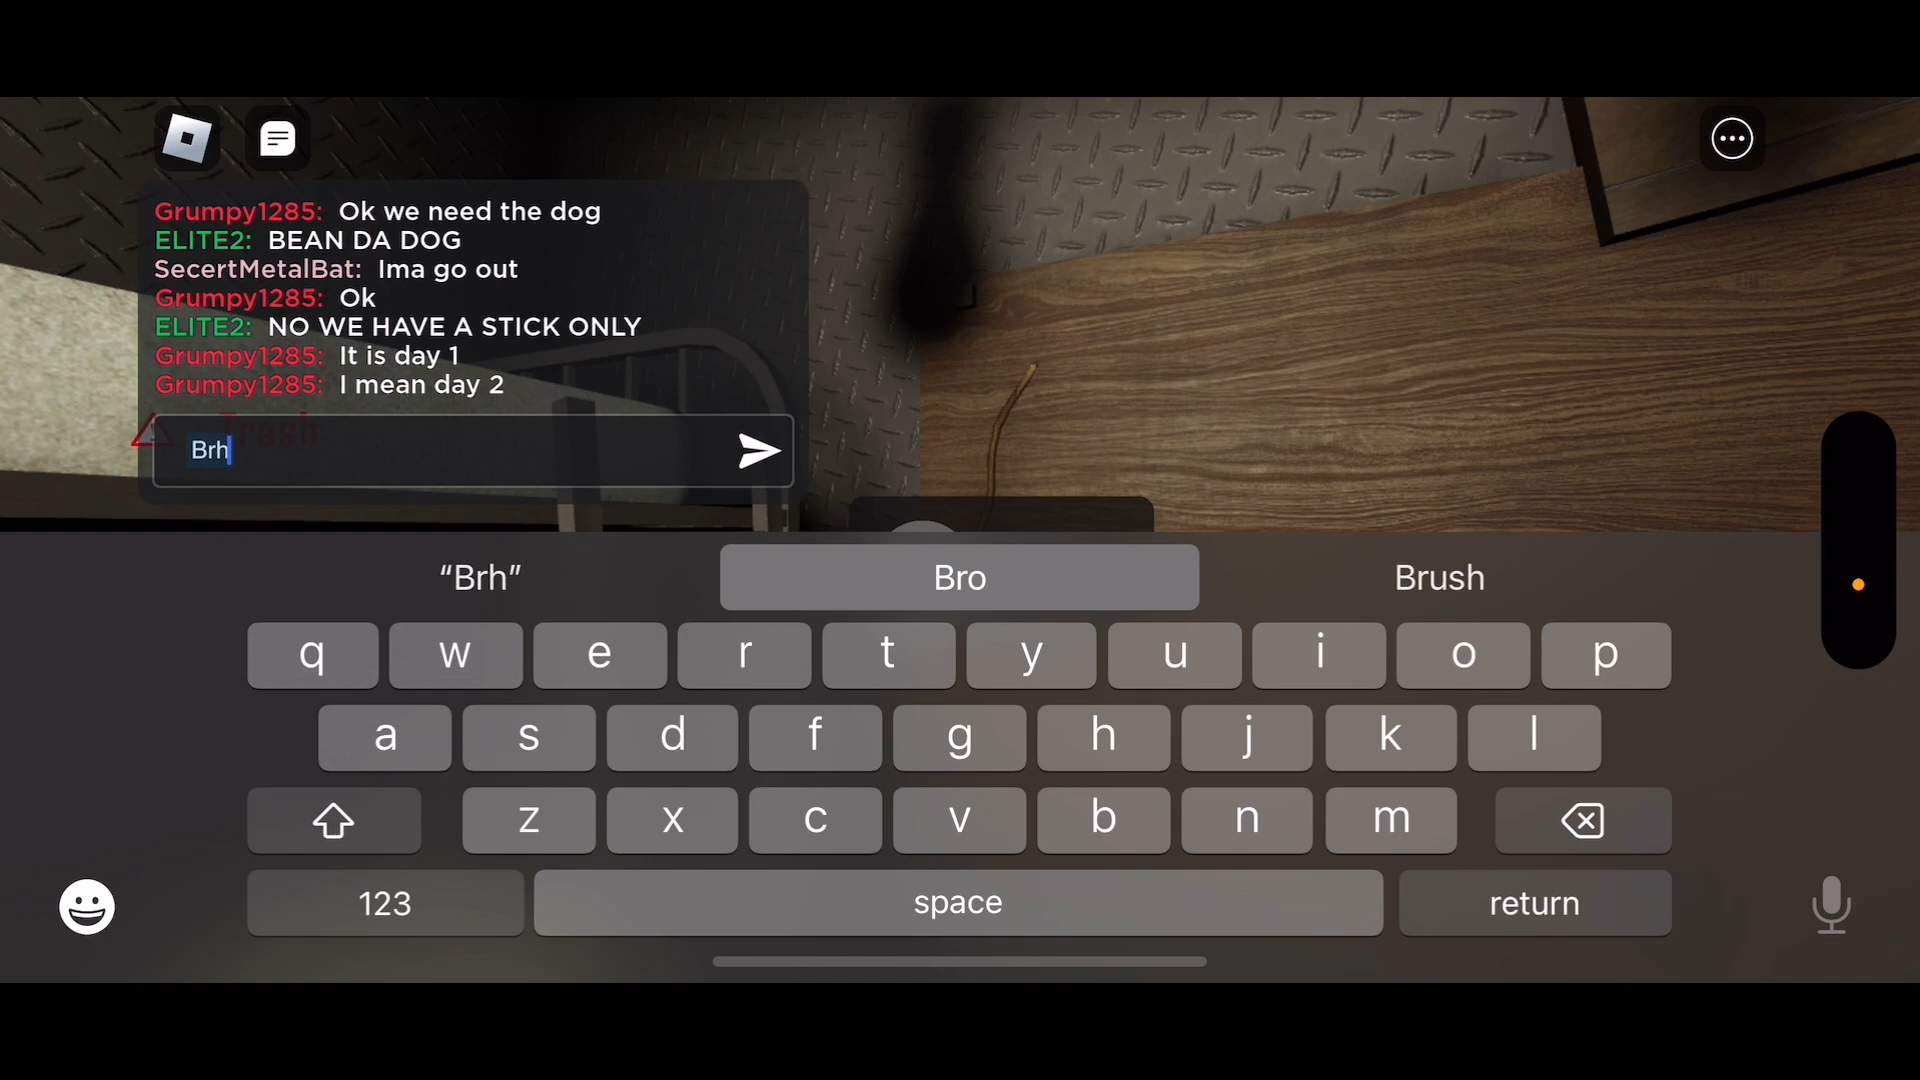 Grumpy1285: Ok we need the dog
ELITE2: BEAN DA DOG
SecertMetalBat: Ima go out
Grumpy1285: Ok
ELITE2: NO WE HAVE A STICK ONLY
Grumpy1285: It is day 1
Grumpy1285: I mean day 2
Trash
Brh
“Brh” Bro Brush
q w e r t y u i o p
a s d f g h j k l
z x c v b n m
123 space return